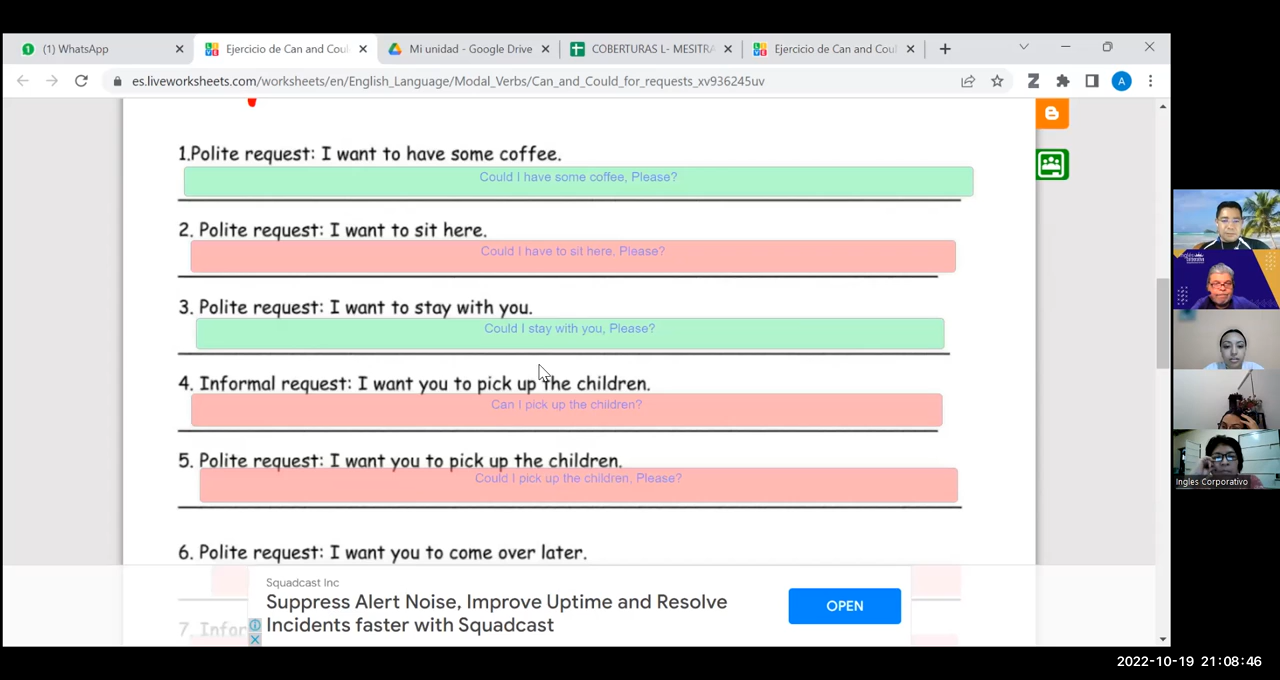 (1) WhatsApp
Ejercicio de Can and Coul
Mi unidad - Google Drive
COBERTURAS L- MESITRA
Ejercicio de Can and Coul
es.liveworksheets.com/worksheets/en/English_Language/Modal_Verbs/Can_and_Could_for_requests_xv936245uv
A
1.Polite request: I want to have some coffee.
Could I have some coffee, Please?
2. Polite request: I want to sit here.
Could I have to sit here. Please?
3. Polite request: I want to stay with you.
Could I stay with you, Please?
4. Informal request: I want you to pick up the children.
Can I pick up the children?
5. Polite request: I want you to pick up the children.
Could I pick up the children, Please?
6. Polite request: I want you to come over later.
Squadcast Inc
Suppress Alert Noise, Improve Uptime and Resolve
Incidents faster with Squadcast
OPEN
7. Infor
Ingles Corporativo
2022-10-19 21:08:46